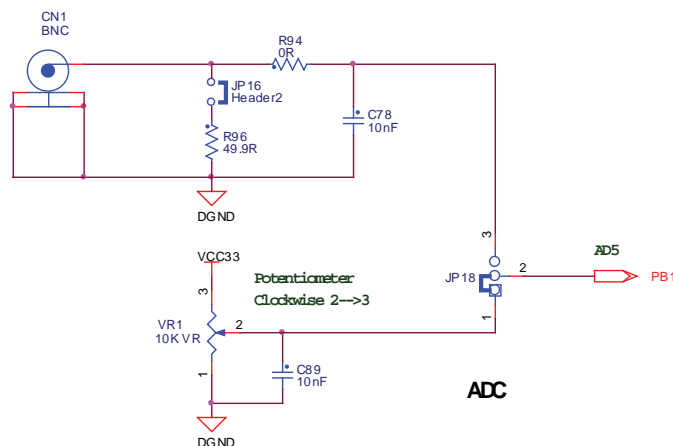 CN1
BNC
R94
0R
JP16
Header2
C78
10nF
R96
49.9R
DGND
3
AD5
VCC33
Potentiometer
Clockwise 2-->3
JP18
2
PB1
3
VR1
10K VR
2
1
1
C89
10nF
ADC
DGND